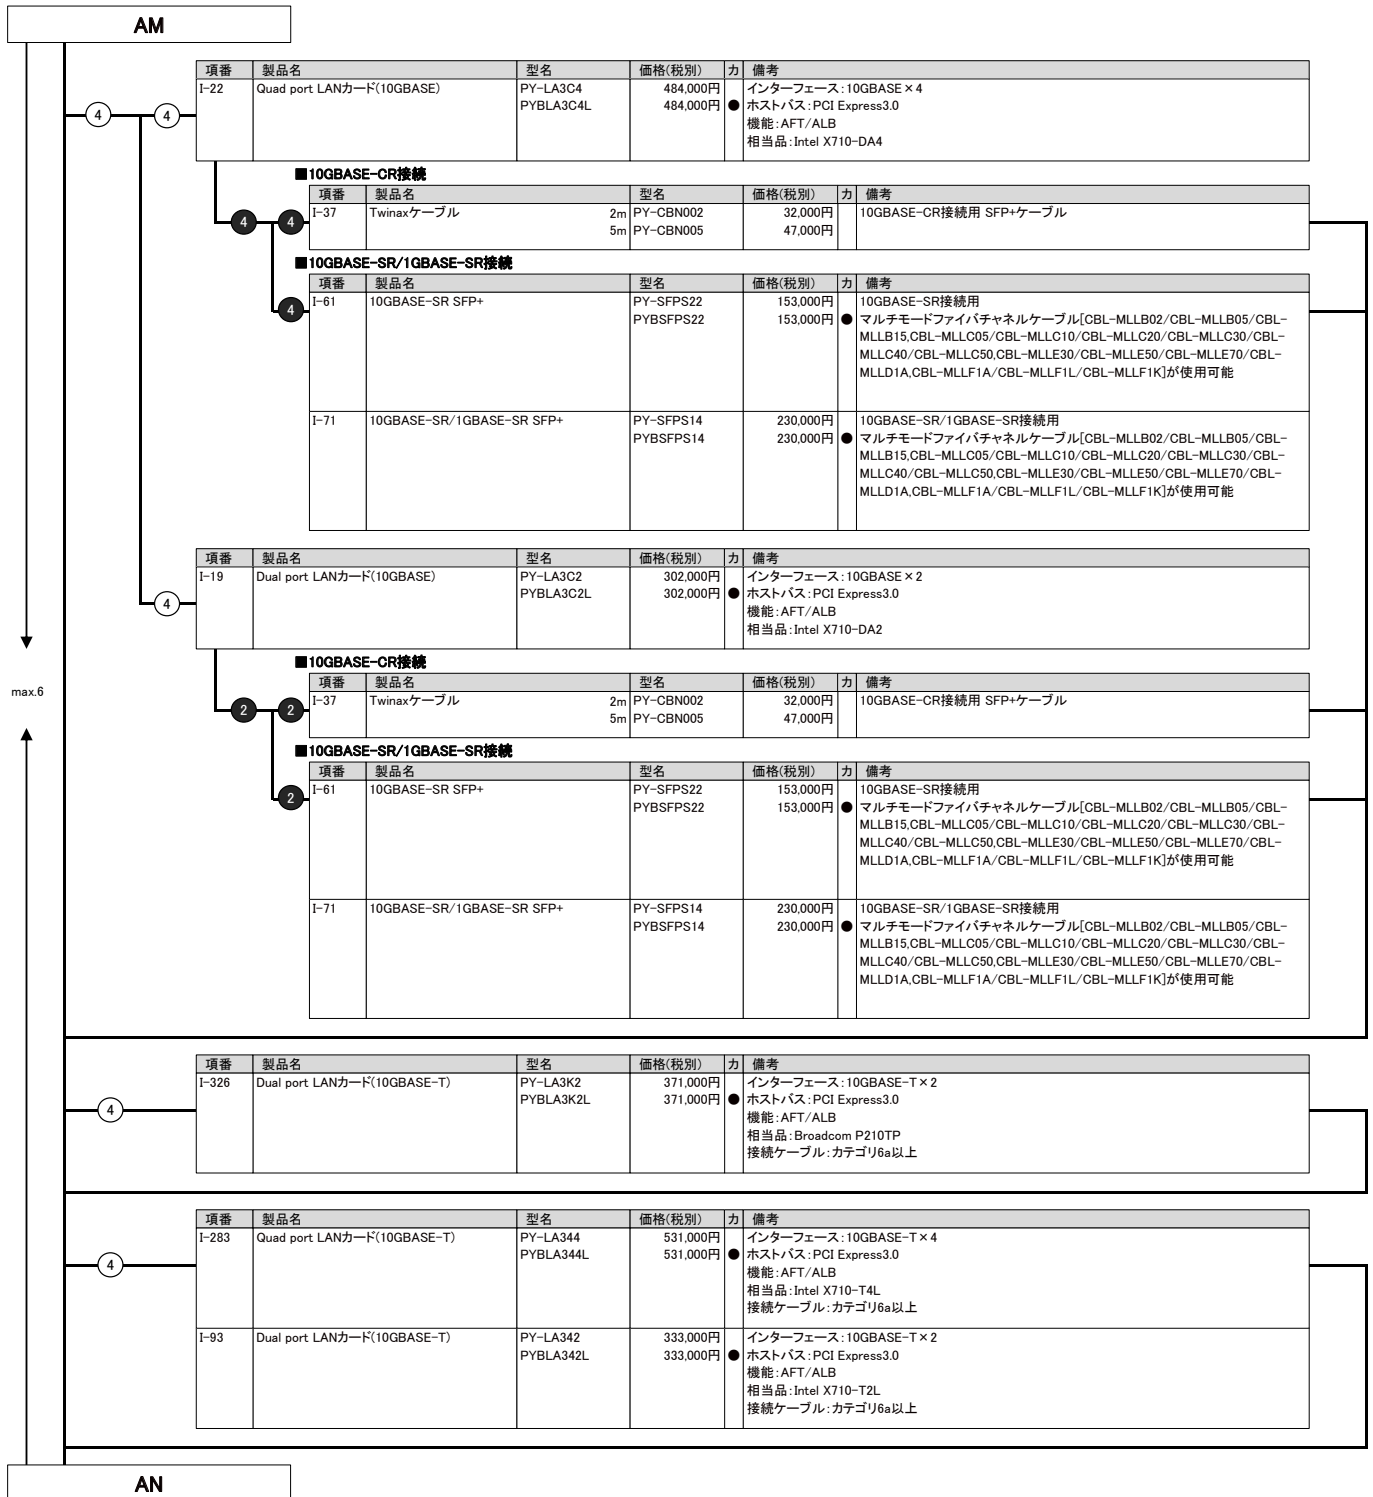 AM
項番 製品名 型名 価格(税別) カ 備考
I-22 Quad port LANカード(10GBASE) PY-LA3C4 484,000円 インターフェース:10GBASE×4
PYBLA3C4L 484,000円 ● ホストバス:PCI Express3.0
機能:AFT/ALB
相当品:Intel X710-DA4
4 4
■10GBASE-CR接続
項番 製品名 型名 価格(税別) カ 備考
I-37 Twinaxケーブル 2m PY-CBN002 32,000円 10GBASE-CR接続用 SFP+ケーブル
5m PY-CBN005 47,000円
4 4
■10GBASE-SR/1GBASE-SR接続
項番 製品名 型名 価格(税別) カ 備考
I-61 10GBASE-SR SFP+ PY-SFPS22 153,000円 10GBASE-SR接続用
PYBSFPS22 153,000円 ● マルチモードファイバチャネルケーブル[CBL-MLLB02/CBL-MLLB05/CBL-
MLLB15,CBL-MLLC05/CBL-MLLC10/CBL-MLLC20/CBL-MLLC30/CBL-
MLLC40/CBL-MLLC50,CBL-MLLE30/CBL-MLLE50/CBL-MLLE70/CBL-
MLLD1A,CBL-MLLF1A/CBL-MLLF1L/CBL-MLLF1K]が使用可能
4
I-71 10GBASE-SR/1GBASE-SR SFP+ PY-SFPS14 230,000円 10GBASE-SR/1GBASE-SR接続用
PYBSFPS14 230,000円 ● マルチモードファイバチャネルケーブル[CBL-MLLB02/CBL-MLLB05/CBL-
MLLB15,CBL-MLLC05/CBL-MLLC10/CBL-MLLC20/CBL-MLLC30/CBL-
MLLC40/CBL-MLLC50,CBL-MLLE30/CBL-MLLE50/CBL-MLLE70/CBL-
MLLD1A,CBL-MLLF1A/CBL-MLLF1L/CBL-MLLF1K]が使用可能
項番 製品名 型名 価格(税別) カ 備考
I-19 Dual port LANカード(10GBASE) PY-LA3C2 302,000円 インターフェース:10GBASE×2
PYBLA3C2L 302,000円 ● ホストバス:PCI Express3.0
機能:AFT/ALB
相当品:Intel X710-DA2
4
max.6
■10GBASE-CR接続
項番 製品名 型名 価格(税別) カ 備考
I-37 Twinaxケーブル 2m PY-CBN002 32,000円 10GBASE-CR接続用 SFP+ケーブル
5m PY-CBN005 47,000円
2 2
■10GBASE-SR/1GBASE-SR接続
項番 製品名 型名 価格(税別) カ 備考
I-61 10GBASE-SR SFP+ PY-SFPS22 153,000円 10GBASE-SR接続用
PYBSFPS22 153,000円 ● マルチモードファイバチャネルケーブル[CBL-MLLB02/CBL-MLLB05/CBL-
MLLB15,CBL-MLLC05/CBL-MLLC10/CBL-MLLC20/CBL-MLLC30/CBL-
MLLC40/CBL-MLLC50,CBL-MLLE30/CBL-MLLE50/CBL-MLLE70/CBL-
MLLD1A,CBL-MLLF1A/CBL-MLLF1L/CBL-MLLF1K]が使用可能
2
I-71 10GBASE-SR/1GBASE-SR SFP+ PY-SFPS14 230,000円 10GBASE-SR/1GBASE-SR接続用
PYBSFPS14 230,000円 ● マルチモードファイバチャネルケーブル[CBL-MLLB02/CBL-MLLB05/CBL-
MLLB15,CBL-MLLC05/CBL-MLLC10/CBL-MLLC20/CBL-MLLC30/CBL-
MLLC40/CBL-MLLC50,CBL-MLLE30/CBL-MLLE50/CBL-MLLE70/CBL-
MLLD1A,CBL-MLLF1A/CBL-MLLF1L/CBL-MLLF1K]が使用可能
項番 製品名 型名 価格(税別) カ 備考
I-326 Dual port LANカード(10GBASE-T) PY-LA3K2 371,000円 インターフェース:10GBASE-T×2
PYBLA3K2L 371,000円 ● ホストバス:PCI Express3.0
機能:AFT/ALB
相当品:Broadcom P210TP
接続ケーブル:カテゴリ6a以上
4
項番 製品名 型名 価格(税別) カ 備考
I-283 Quad port LANカード(10GBASE-T) PY-LA344 531,000円 インターフェース:10GBASE-T×4
PYBLA344L 531,000円 ● ホストバス:PCI Express3.0
機能:AFT/ALB
相当品:Intel X710-T4L
接続ケーブル:カテゴリ6a以上
4
I-93 Dual port LANカード(10GBASE-T) PY-LA342 333,000円 インターフェース:10GBASE-T×2
PYBLA342L 333,000円 ● ホストバス:PCI Express3.0
機能:AFT/ALB
相当品:Intel X710-T2L
接続ケーブル:カテゴリ6a以上
AN